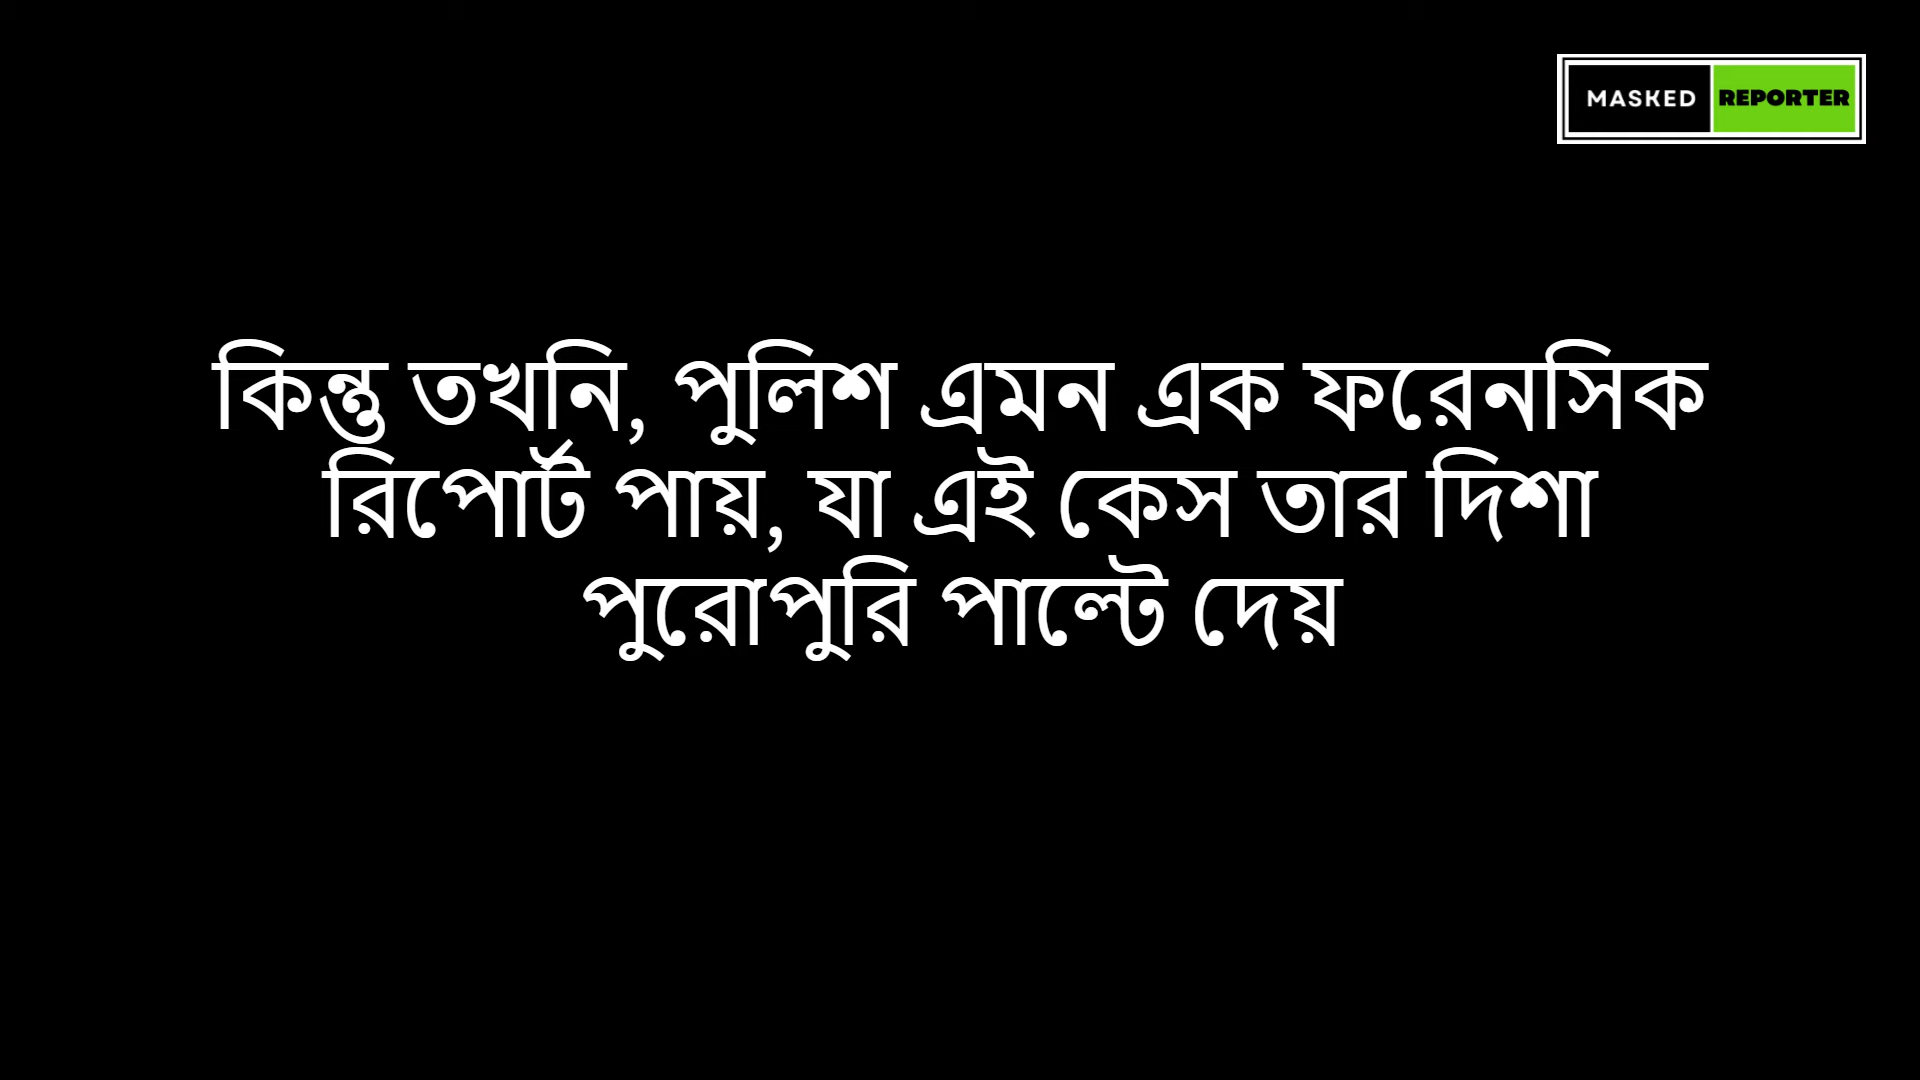 MASKED REPORTER
কিন্তু তখনি, পুলিশ এমন এক ফরেনসিক
রিপোর্ট পায়, যা এই কেস তার দিশা
পুরোপুরি পাল্টে দেয়